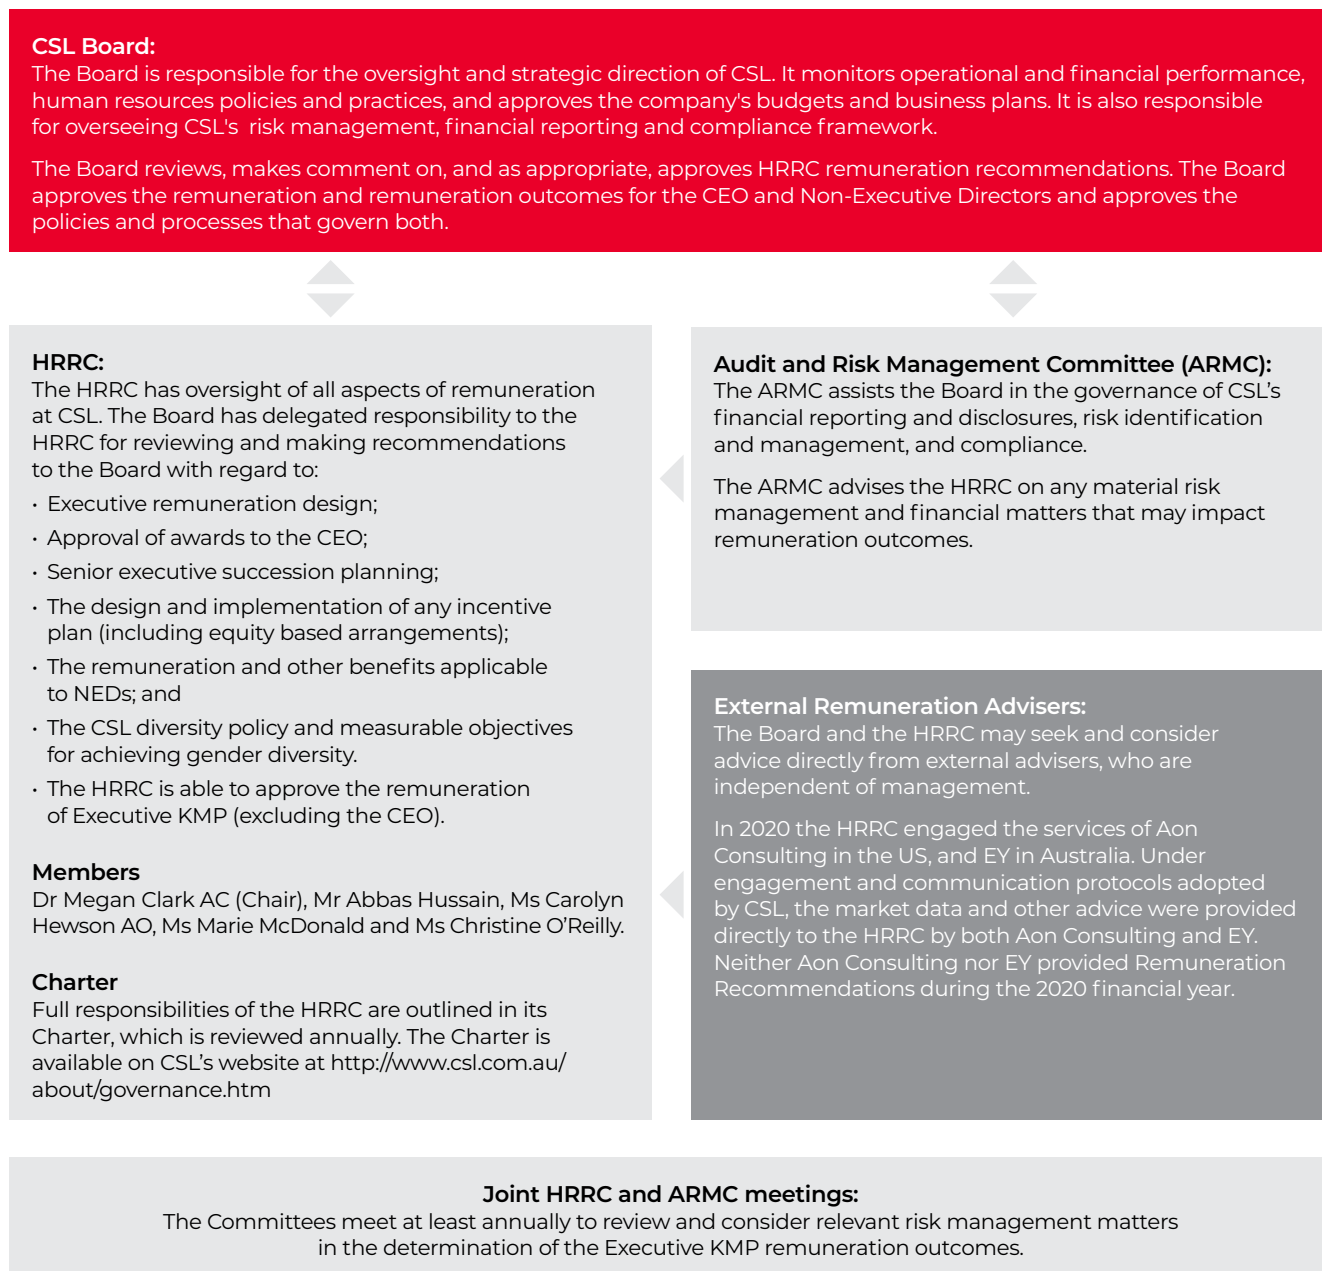 CSL Board:
The Board is responsible for the oversight and strategic direction of CSL. It monitors operational and financial performance,
human resources policies and practices, and approves the company's budgets and business plans. It is also responsible
for overseeing CSL's  risk management, financial reporting and compliance framework.
The Board reviews, makes comment on, and as appropriate, approves HRRC remuneration recommendations. The Board
approves the remuneration and remuneration outcomes for the CEO and Non-Executive Directors and approves the
policies and processes that govern both.
HRRC:
The HRRC has oversight of all aspects of remuneration
at CSL. The Board has delegated responsibility to the
HRRC for reviewing and making recommendations
to the Board with regard to:
· Executive remuneration design;
· Approval of awards to the CEO;
· Senior executive succession planning;
· The design and implementation of any incentive
plan (including equity based arrangements);
· The remuneration and other benefits applicable
to NEDs; and
· The CSL diversity policy and measurable objectives
for achieving gender diversity.
· The HRRC is able to approve the remuneration
of Executive KMP (excluding the CEO).
Members
Dr Megan Clark AC (Chair), Mr Abbas Hussain, Ms Carolyn
Hewson AO, Ms Marie McDonald and Ms Christine O’Reilly.
Charter
Full responsibilities of the HRRC are outlined in its
Charter, which is reviewed annually. The Charter is
available on CSL’s website at http://www.csl.com.au/
about/governance.htm
Audit and Risk Management Committee (ARMC):
The ARMC assists the Board in the governance of CSL’s
financial reporting and disclosures, risk identification
and management, and compliance.
The ARMC advises the HRRC on any material risk
management and financial matters that may impact
remuneration outcomes.
External Remuneration Advisers:
The Board and the HRRC may seek and consider
advice directly from external advisers, who are
independent of management.
In 2020 the HRRC engaged the services of Aon
Consulting in the US, and EY in Australia. Under
engagement and communication protocols adopted
by CSL, the market data and other advice were provided
directly to the HRRC by both Aon Consulting and EY.
Neither Aon Consulting nor EY provided Remuneration
Recommendations during the 2020 financial year.
Joint HRRC and ARMC meetings:
The Committees meet at least annually to review and consider relevant risk management matters
in the determination of the Executive KMP remuneration outcomes.